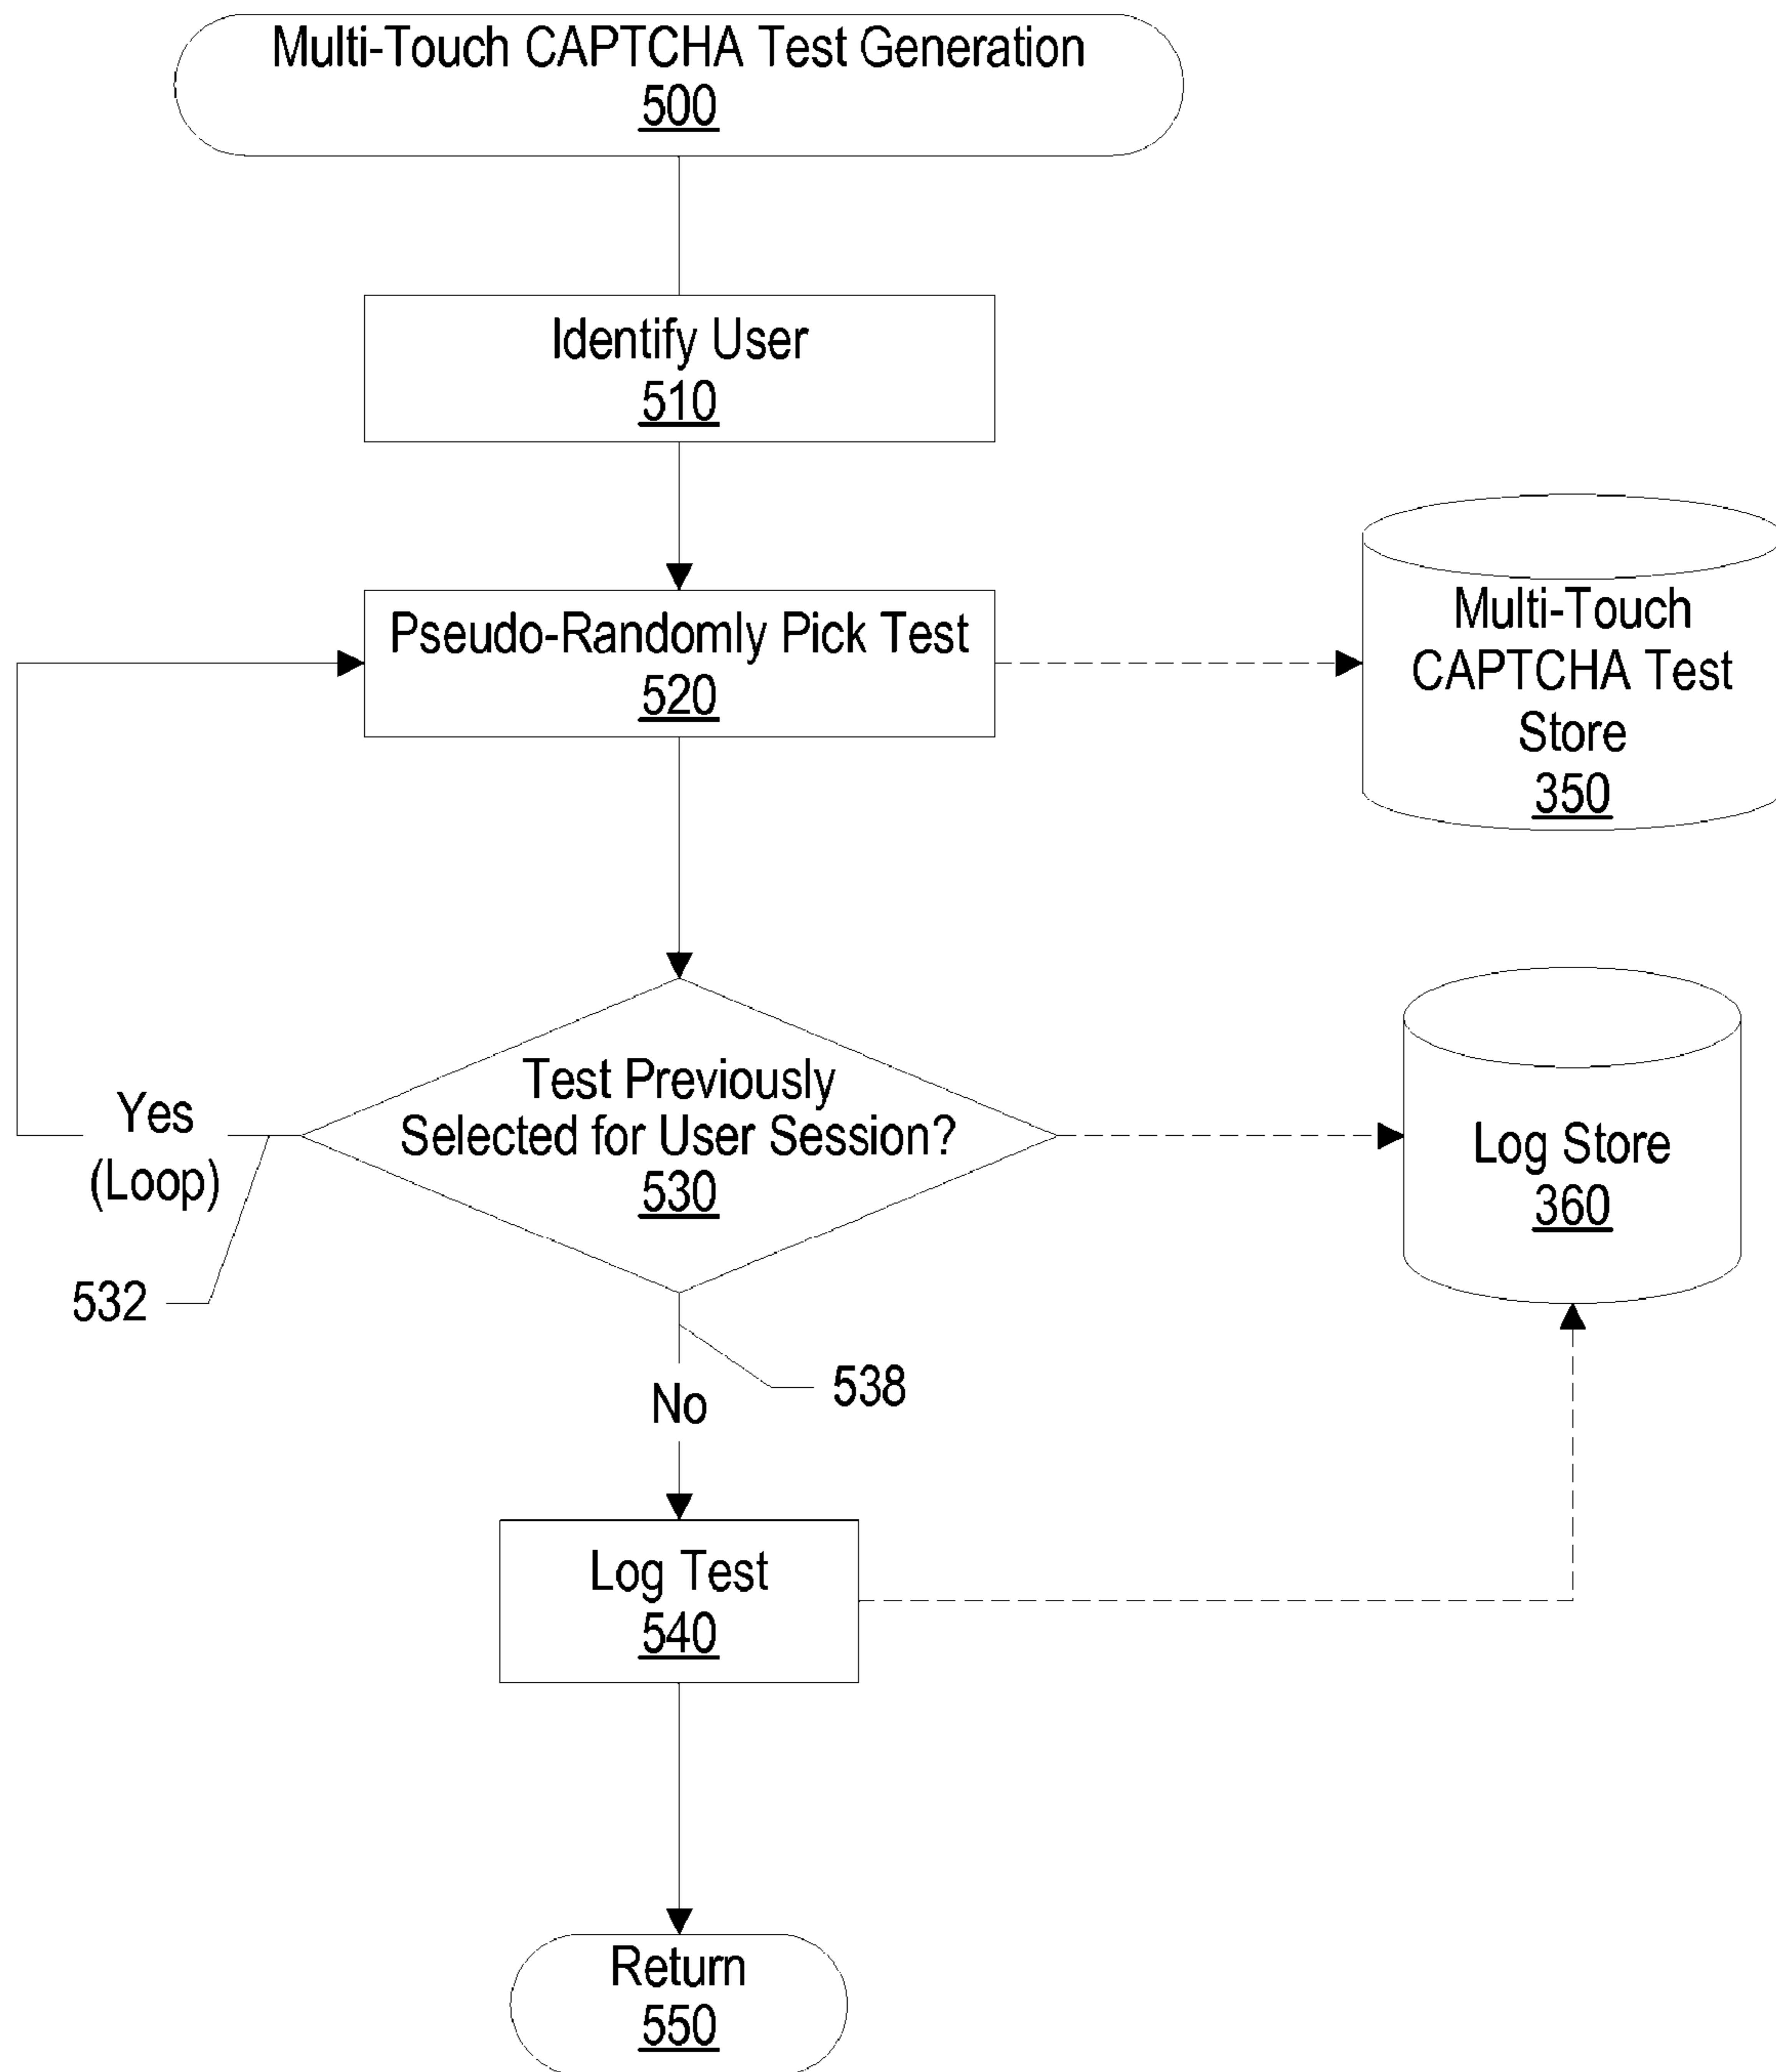 Multi-Touch CAPTCHA Test Generation
500
Identify User
510
Pseudo-Randomly Pick Test
520
Multi-Touch
CAPTCHA Test
Store
350
Test Previously
Selected for User Session?
530
Yes
(Loop)
532
Log Store
360
538
No
Log Test
540
Return
550